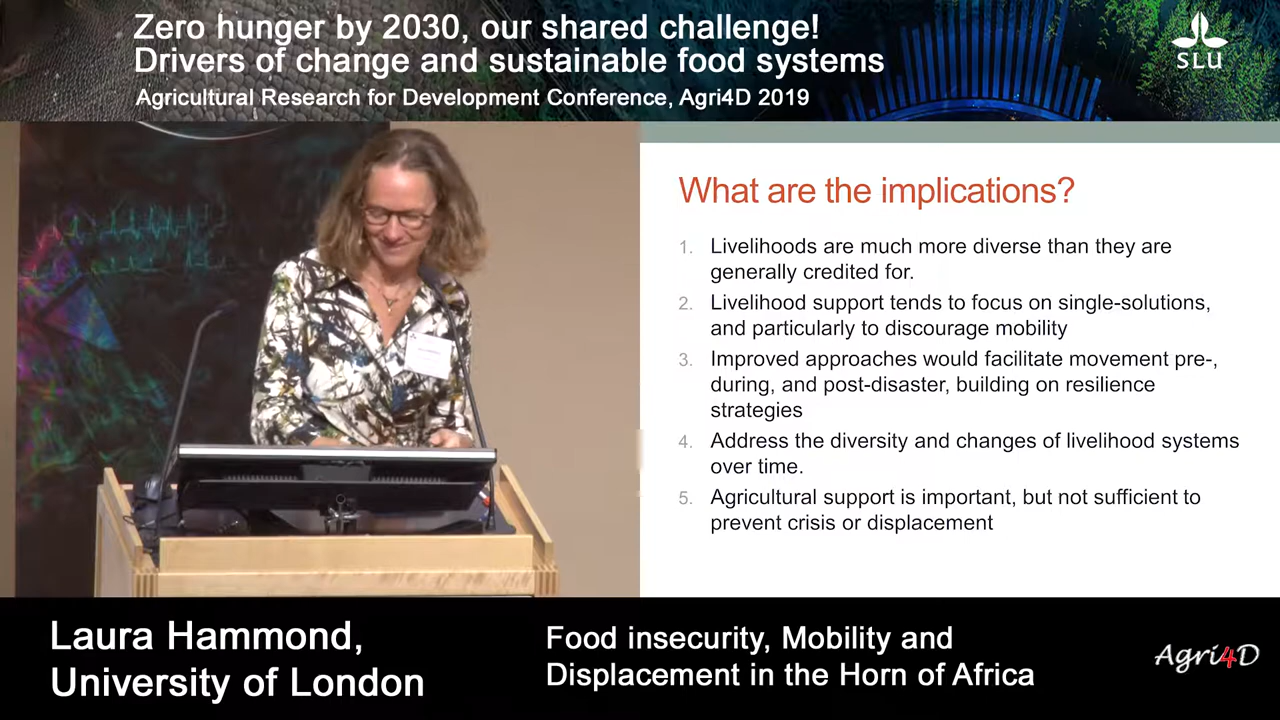 Zero hunger by 2030, our shared challenge!
Drivers of change and sustainable food systems
Agricultural Research for Development Conference, Agri4D 2019
SLU
What are the implications?
1. Livelihoods are much more diverse than they are
generally credited for.
2. Livelihood support tends to focus on single-solutions,
and particularly to discourage mobility
3. Improved approaches would facilitate movement pre-,
during, and post-disaster, building on resilience
strategies
4. Address the diversity and changes of livelihood systems
over time.
5. Agricultural support is important, but not sufficient to
prevent crisis or displacement
Laura Hammond,
University of London
Food insecurity, Mobility and
Displacement in the Horn of Africa
Agri4D